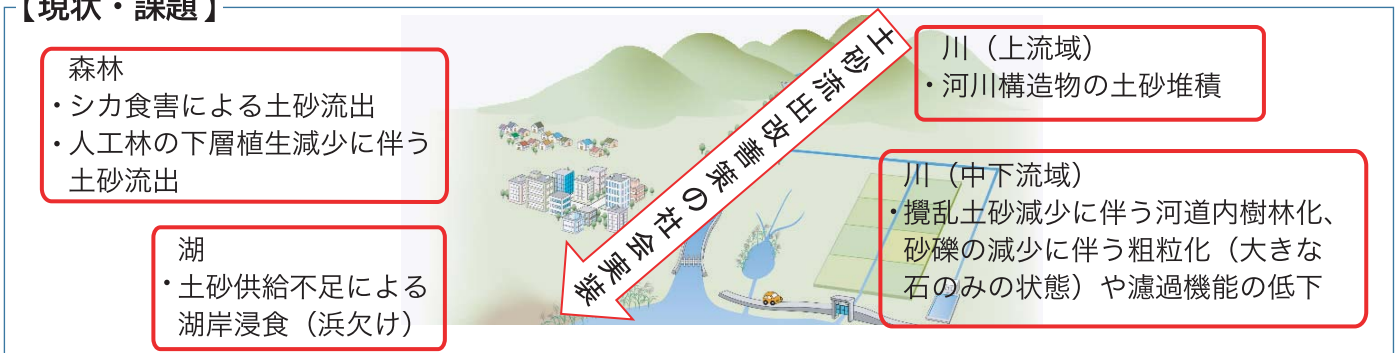 【現状・課題】
森林
・シカ食害による土砂流出
・人工林の下層植生減少に伴う
土砂流出
湖
・土砂供給不足による
湖岸浸食（浜欠け）
土砂流出改善策の社会実装
川（上流域）
・河川構造物の土砂堆積
川（中下流域）
・攪乱土砂減少に伴う河道内樹林化、
砂礫の減少に伴う粗粒化（大きな
石のみの状態）や濾過機能の低下